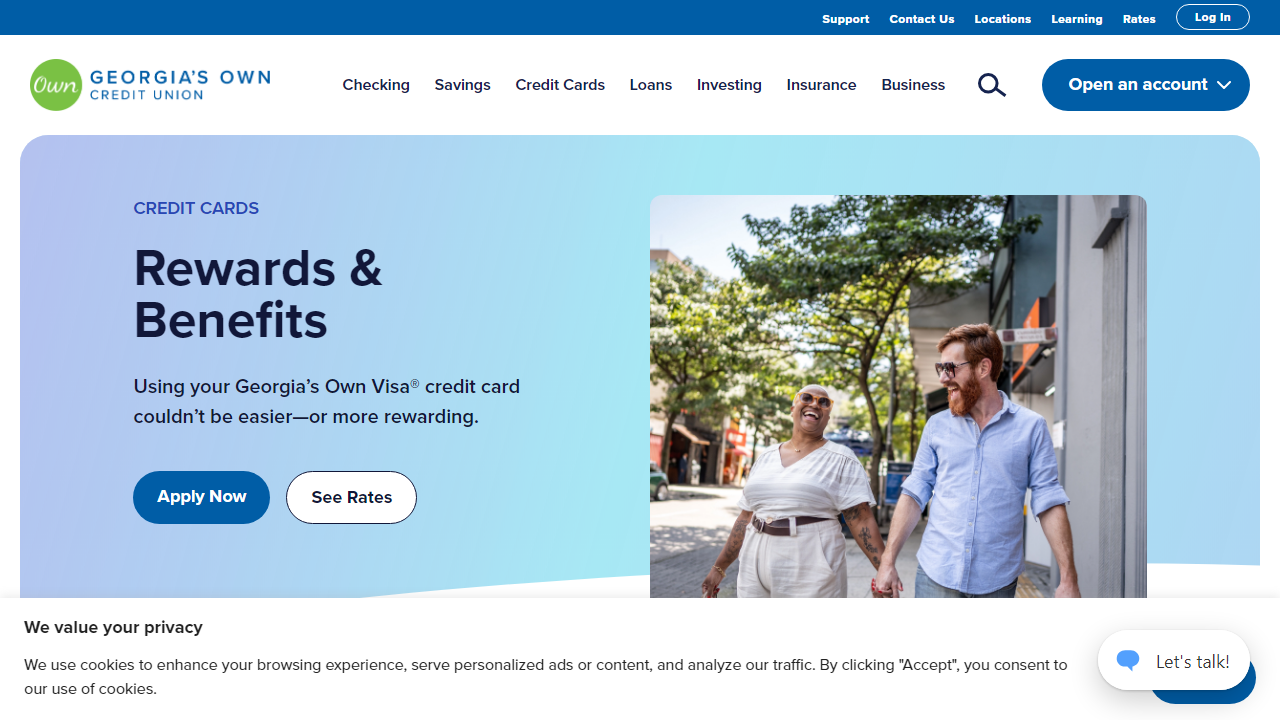 Support Contact Us Locations Learning Rates Log In
Own GEORGIA'S OWN
CREDIT UNION
Checking Savings Credit Cards Loans Investing Insurance Business Open an account
CREDIT CARDS
Rewards &
Benefits
Using your Georgia’s Own Visa® credit card
couldn’t be easier—or more rewarding.
Apply Now See Rates
We value your privacy
We use cookies to enhance your browsing experience, serve personalized ads or content, and analyze our traffic. By clicking "Accept", you consent to
our use of cookies.
Let's talk!